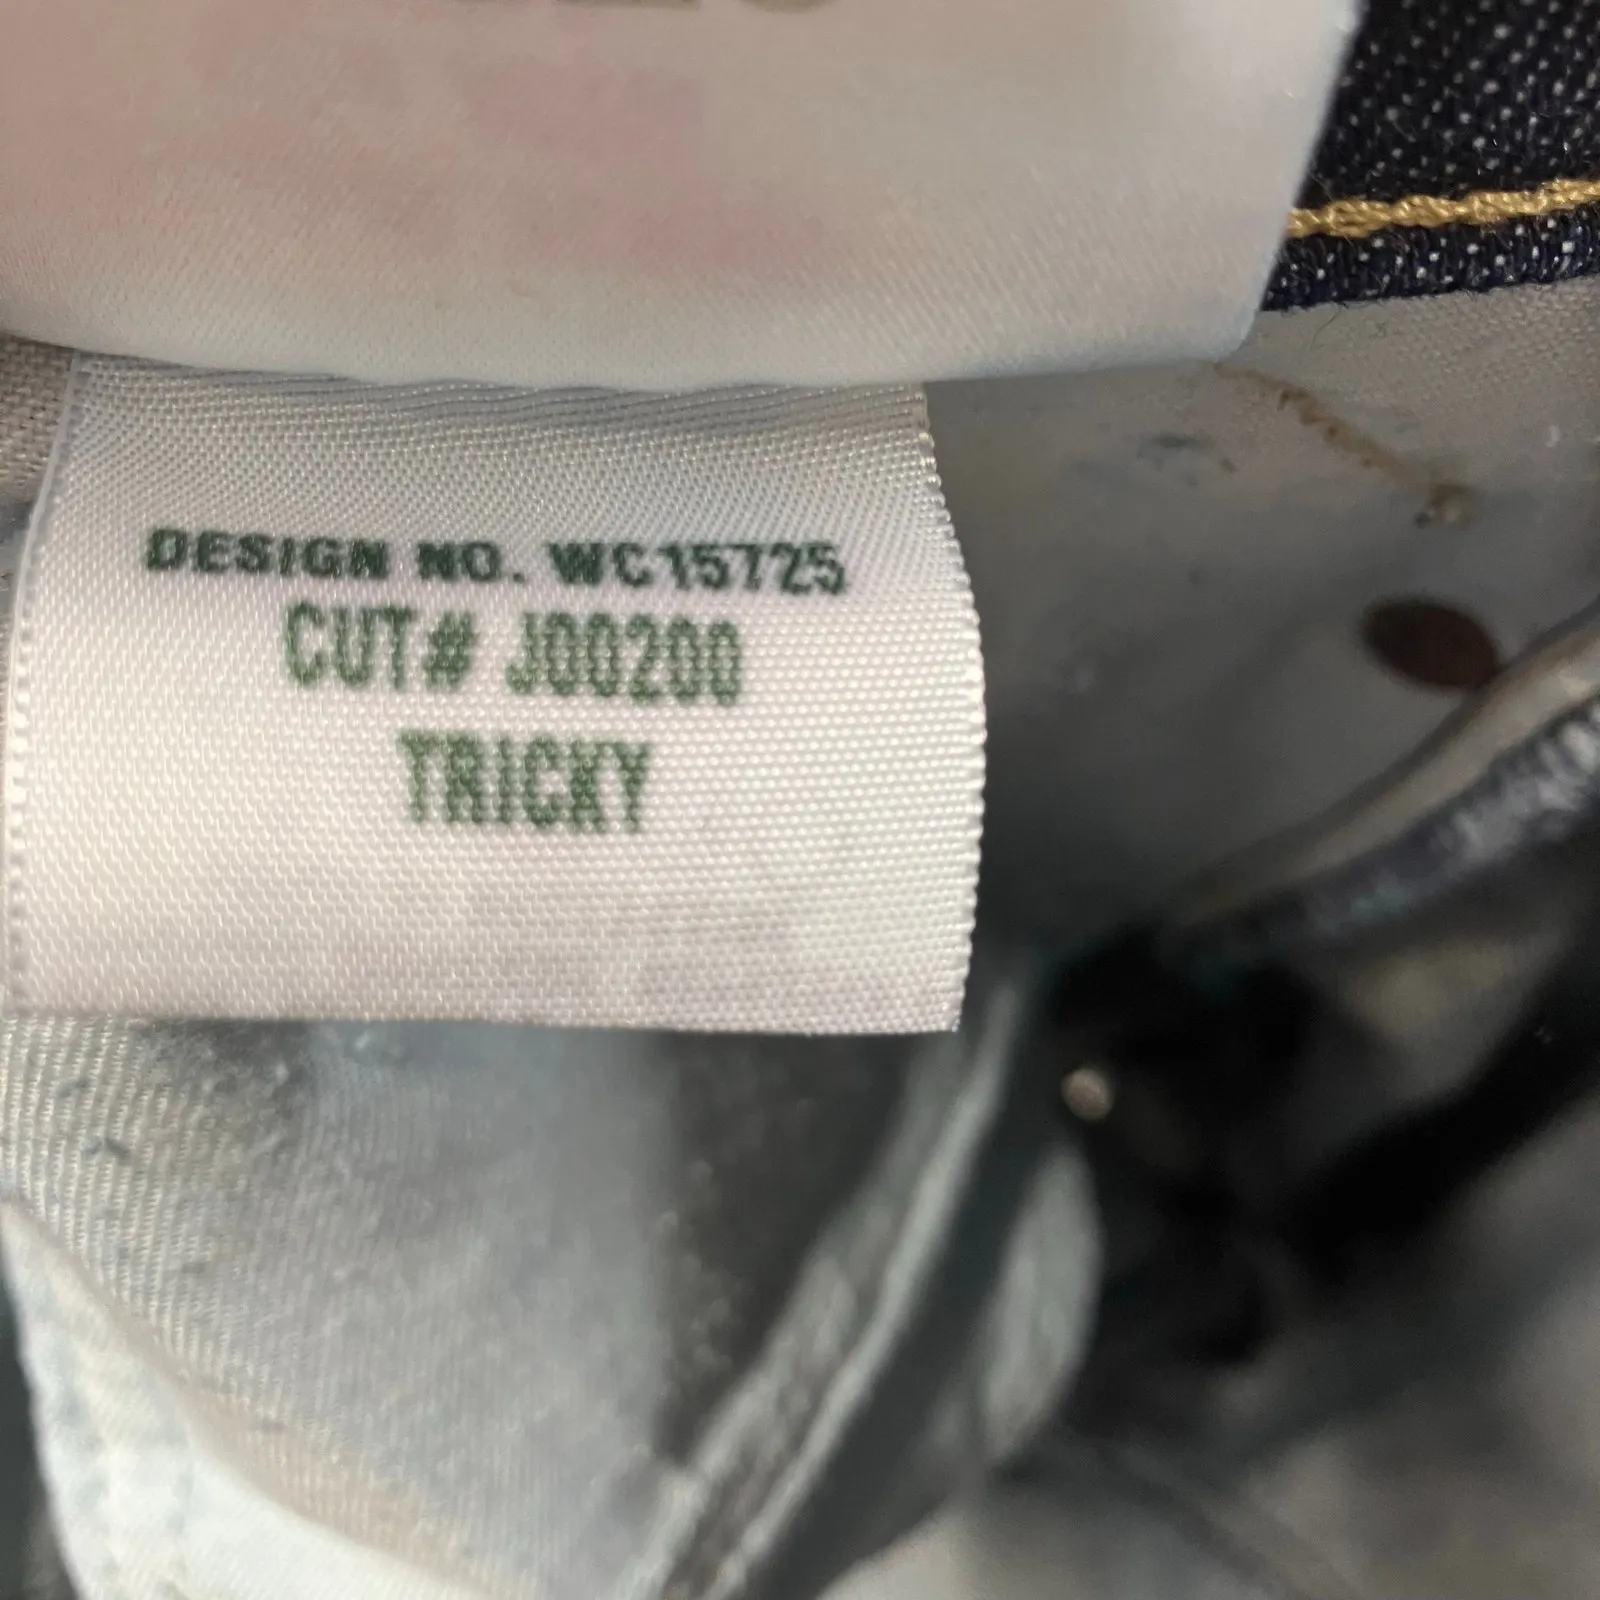 DESIGN NO. WC15725
CUT# J00200
TRICKY